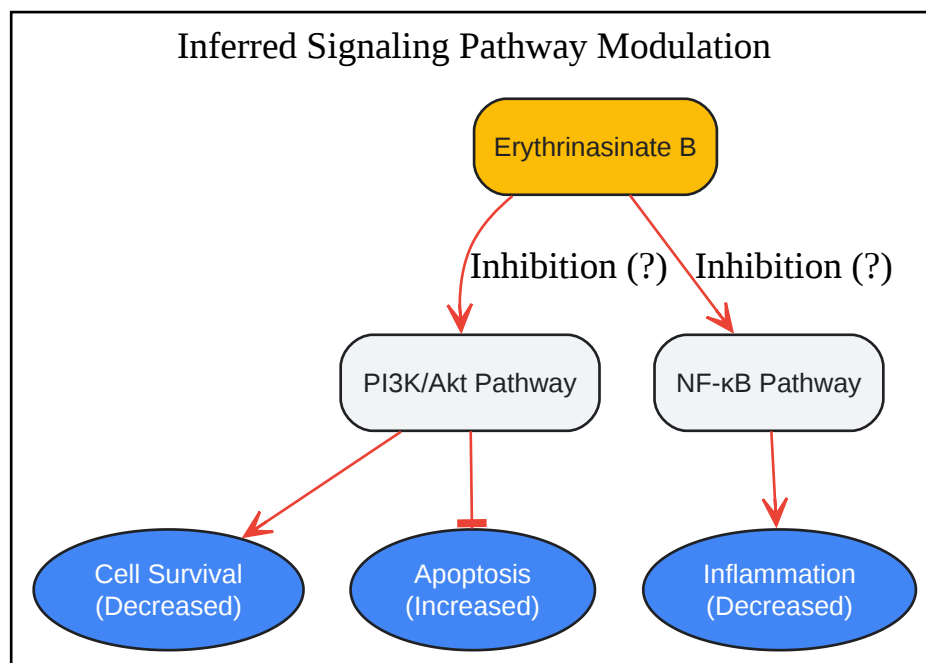 Inferred Signaling Pathway Modulation
Erythrinasinate B
Inhibition (?) Inhibition (?)
PI3K/Akt Pathway
NF-κB Pathway
Cell Survival
(Decreased)
Apoptosis
(Increased)
Inflammation
(Decreased)